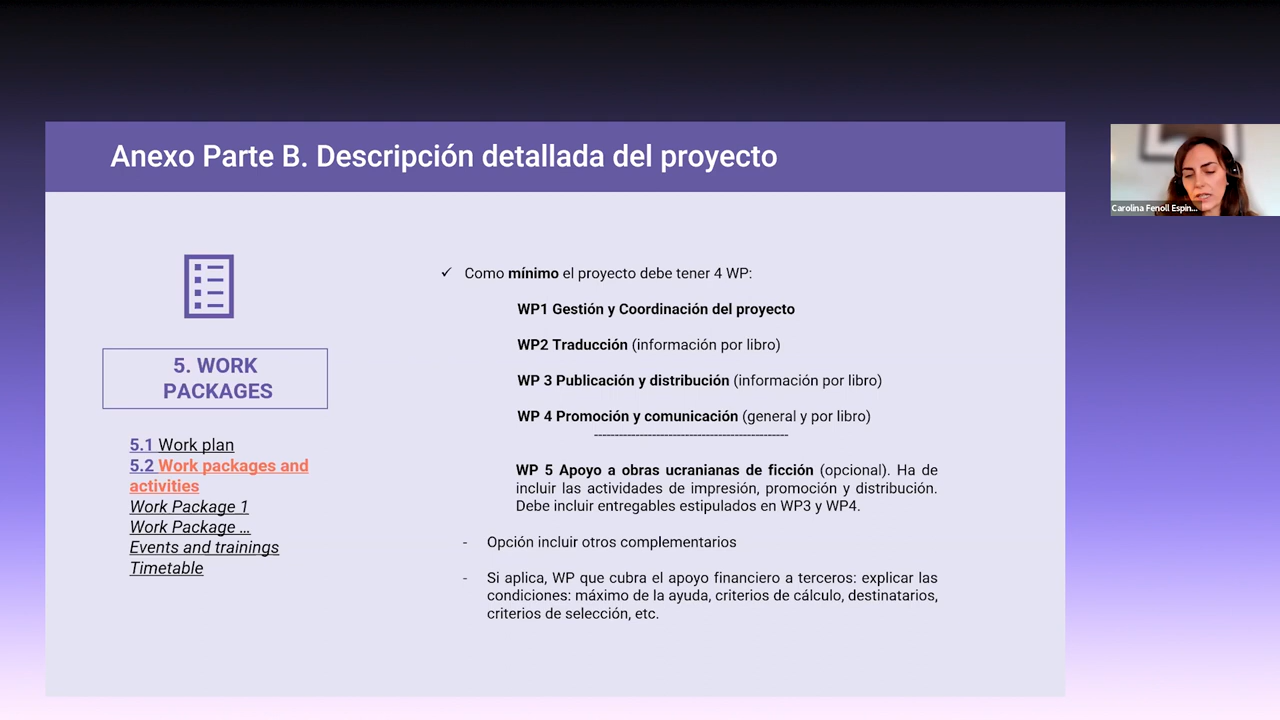 Anexo Parte B. Descripción detallada del proyecto
5. WORK
PACKAGES
5.1 Work plan
5.2 Work packages and
activities
Work Package 1
Work Package …
Events and trainings
Timetable
✓ Como mínimo el proyecto debe tener 4 WP:
WP1 Gestión y Coordinación del proyecto
WP2 Traducción (información por libro)
WP 3 Publicación y distribución (información por libro)
WP 4 Promoción y comunicación (general y por libro)
-----------------------------------------------
WP 5 Apoyo a obras ucranianas de ficción (opcional). Ha de
incluir las actividades de impresión, promoción y distribución.
Debe incluir entregables estipulados en WP3 y WP4.
- Opción incluir otros complementarios
- Si aplica, WP que cubra el apoyo financiero a terceros: explicar las
condiciones: máximo de la ayuda, criterios de cálculo, destinatarios,
criterios de selección, etc.
Carolina Fenoll Espin...